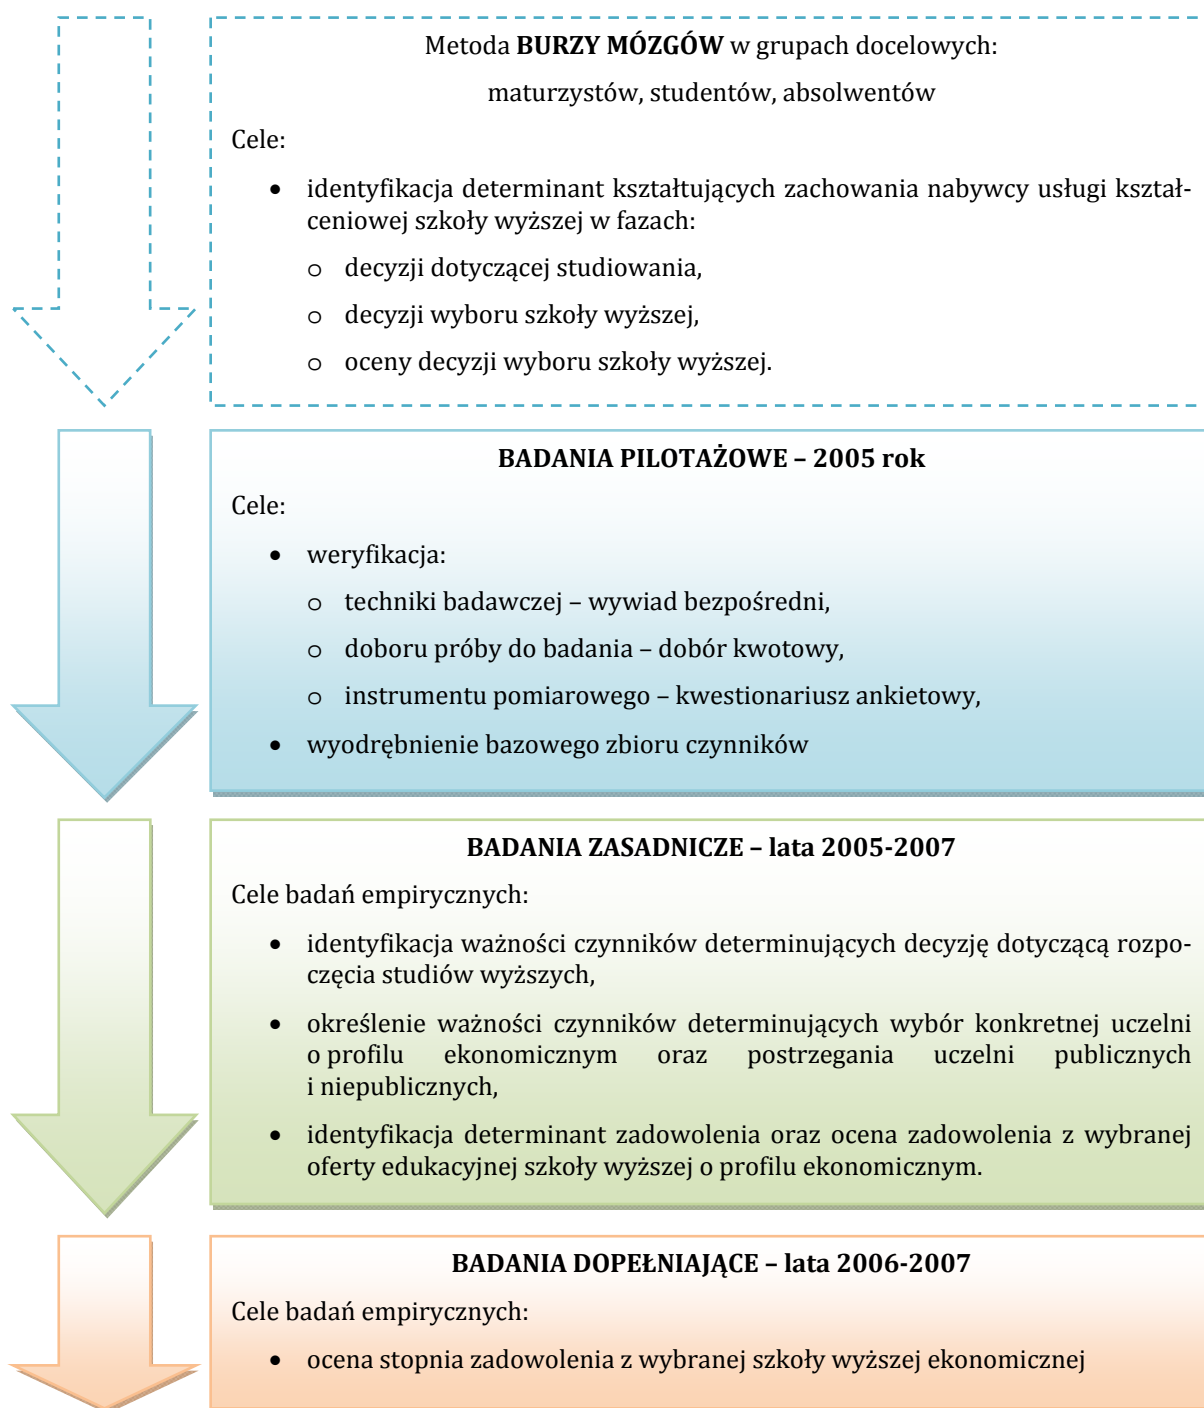 Metoda BURZY MÓZGÓW w grupach docelowych:
maturzystów, studentów, absolwentów
Cele:
• identyfikacja determinant kształtujących zachowania nabywcy usługi kształ-
ceniowej szkoły wyższej w fazach:
o decyzji dotyczącej studiowania,
o decyzji wyboru szkoły wyższej,
o oceny decyzji wyboru szkoły wyższej.
BADANIA PILOTAŻOWE – 2005 rok
Cele:
• weryfikacja:
o techniki badawczej – wywiad bezpośredni,
o doboru próby do badania – dobór kwotowy,
o instrumentu pomiarowego – kwestionariusz ankietowy,
• wyodrębnienie bazowego zbioru czynników
BADANIA ZASADNICZE – lata 2005-2007
Cele badań empirycznych:
• identyfikacja ważności czynników determinujących decyzję dotyczącą rozpo-
częcia studiów wyższych,
• określenie ważności czynników determinujących wybór konkretnej uczelni
o profilu ekonomicznym oraz postrzegania uczelni publicznych
i niepublicznych,
• identyfikacja determinant zadowolenia oraz ocena zadowolenia z wybranej
oferty edukacyjnej szkoły wyższej o profilu ekonomicznym.
BADANIA DOPEŁNIAJĄCE – lata 2006-2007
Cele badań empirycznych:
• ocena stopnia zadowolenia z wybranej szkoły wyższej ekonomicznej